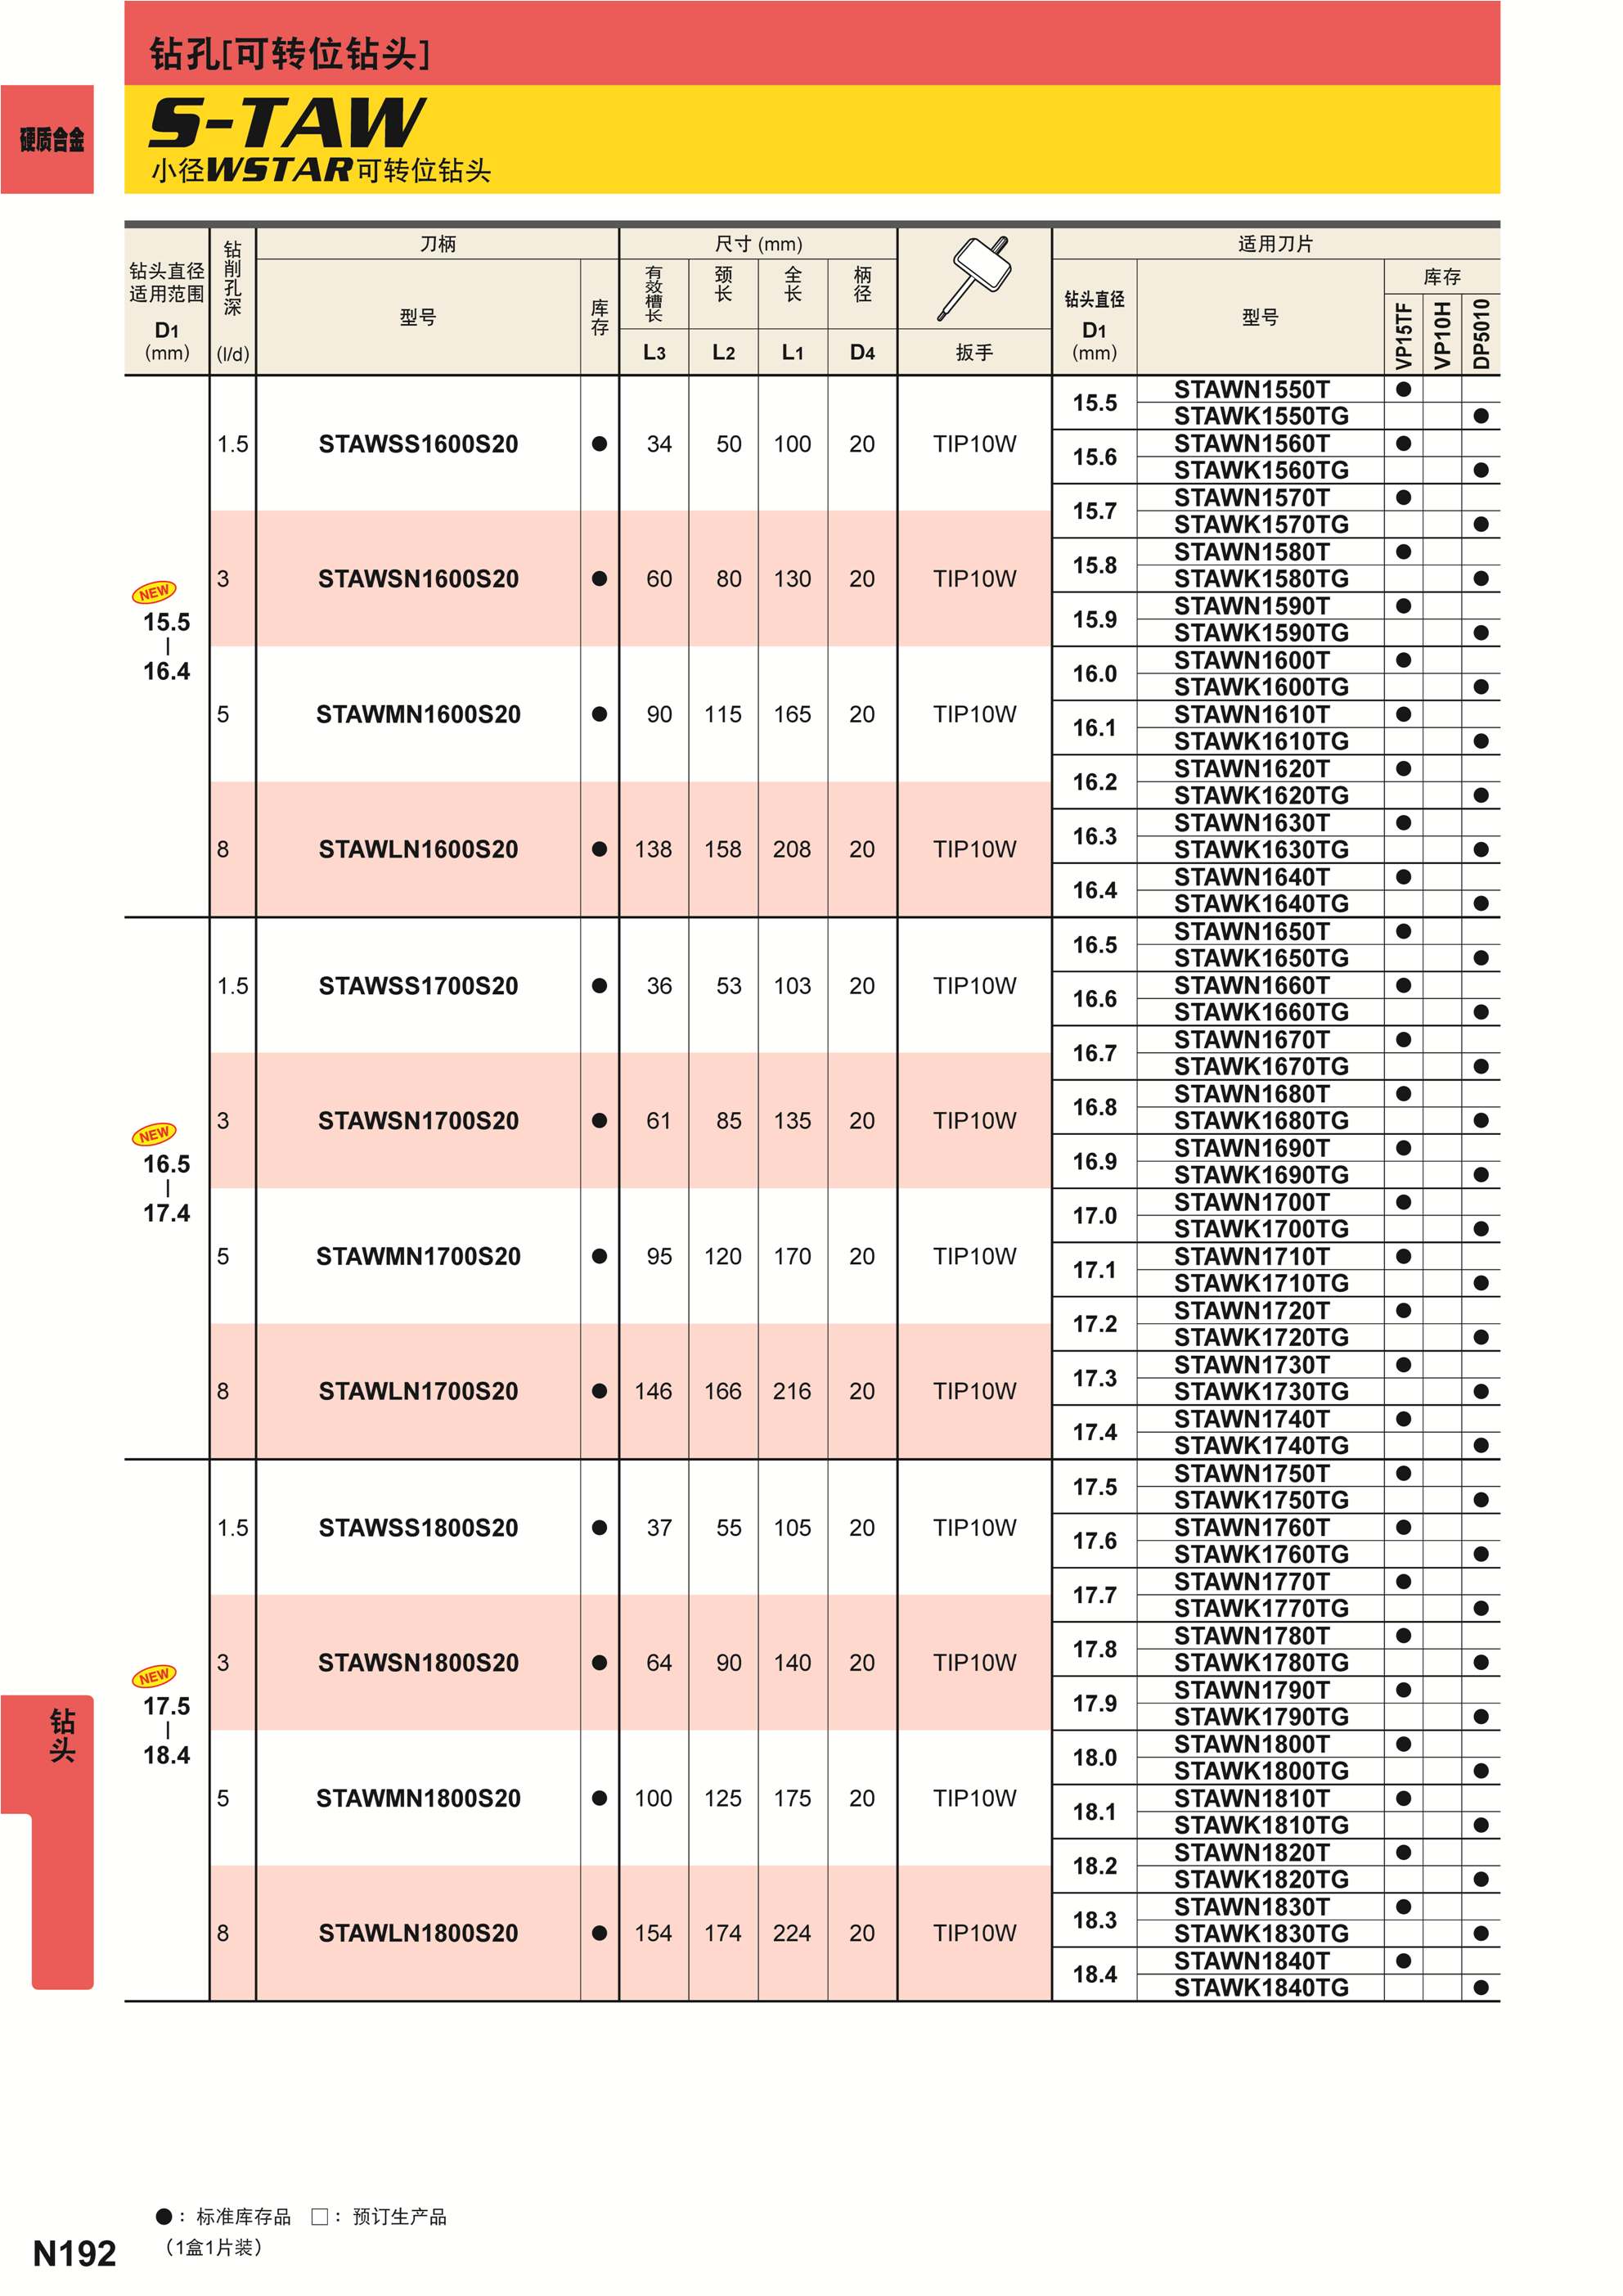 钻孔[可转位钻头]
硬质合金
S-TAW
小径WSTAR可转位钻头
钻头直径适用范围 D1 (mm) 钻削孔深 (l/d) 刀柄 尺寸 (mm) 适用刀片
型号 库存 有效槽长 颈长 全长 柄径 钻头直径 D1 (mm) 型号 库存
L3 L2 L1 D4 扳手 VP15TF VP10H DP5010
NEW
15.5
|
16.4
1.5 STAWSS1600S20 ● 34 50 100 20 TIP10W
3 STAWSN1600S20 ● 60 80 130 20 TIP10W
5 STAWMN1600S20 ● 90 115 165 20 TIP10W
8 STAWLN1600S20 ● 138 158 208 20 TIP10W
15.5 STAWN1550T ●
STAWK1550TG ●
15.6 STAWN1560T ●
STAWK1560TG ●
15.7 STAWN1570T ●
STAWK1570TG ●
15.8 STAWN1580T ●
STAWK1580TG ●
15.9 STAWN1590T ●
STAWK1590TG ●
16.0 STAWN1600T ●
STAWK1600TG ●
16.1 STAWN1610T ●
STAWK1610TG ●
16.2 STAWN1620T ●
STAWK1620TG ●
16.3 STAWN1630T ●
STAWK1630TG ●
16.4 STAWN1640T ●
STAWK1640TG ●
NEW
16.5
|
17.4
1.5 STAWSS1700S20 ● 36 53 103 20 TIP10W
3 STAWSN1700S20 ● 61 85 135 20 TIP10W
5 STAWMN1700S20 ● 95 120 170 20 TIP10W
8 STAWLN1700S20 ● 146 166 216 20 TIP10W
16.5 STAWN1650T ●
STAWK1650TG ●
16.6 STAWN1660T ●
STAWK1660TG ●
16.7 STAWN1670T ●
STAWK1670TG ●
16.8 STAWN1680T ●
STAWK1680TG ●
16.9 STAWN1690T ●
STAWK1690TG ●
17.0 STAWN1700T ●
STAWK1700TG ●
17.1 STAWN1710T ●
STAWK1710TG ●
17.2 STAWN1720T ●
STAWK1720TG ●
17.3 STAWN1730T ●
STAWK1730TG ●
17.4 STAWN1740T ●
STAWK1740TG ●
NEW
17.5
|
18.4
1.5 STAWSS1800S20 ● 37 55 105 20 TIP10W
3 STAWSN1800S20 ● 64 90 140 20 TIP10W
5 STAWMN1800S20 ● 100 125 175 20 TIP10W
8 STAWLN1800S20 ● 154 174 224 20 TIP10W
17.5 STAWN1750T ●
STAWK1750TG ●
17.6 STAWN1760T ●
STAWK1760TG ●
17.7 STAWN1770T ●
STAWK1770TG ●
17.8 STAWN1780T ●
STAWK1780TG ●
17.9 STAWN1790T ●
STAWK1790TG ●
18.0 STAWN1800T ●
STAWK1800TG ●
18.1 STAWN1810T ●
STAWK1810TG ●
18.2 STAWN1820T ●
STAWK1820TG ●
18.3 STAWN1830T ●
STAWK1830TG ●
18.4 STAWN1840T ●
STAWK1840TG ●
钻头
●：标准库存品 □：预订生产品
（1盒1片装）
N192